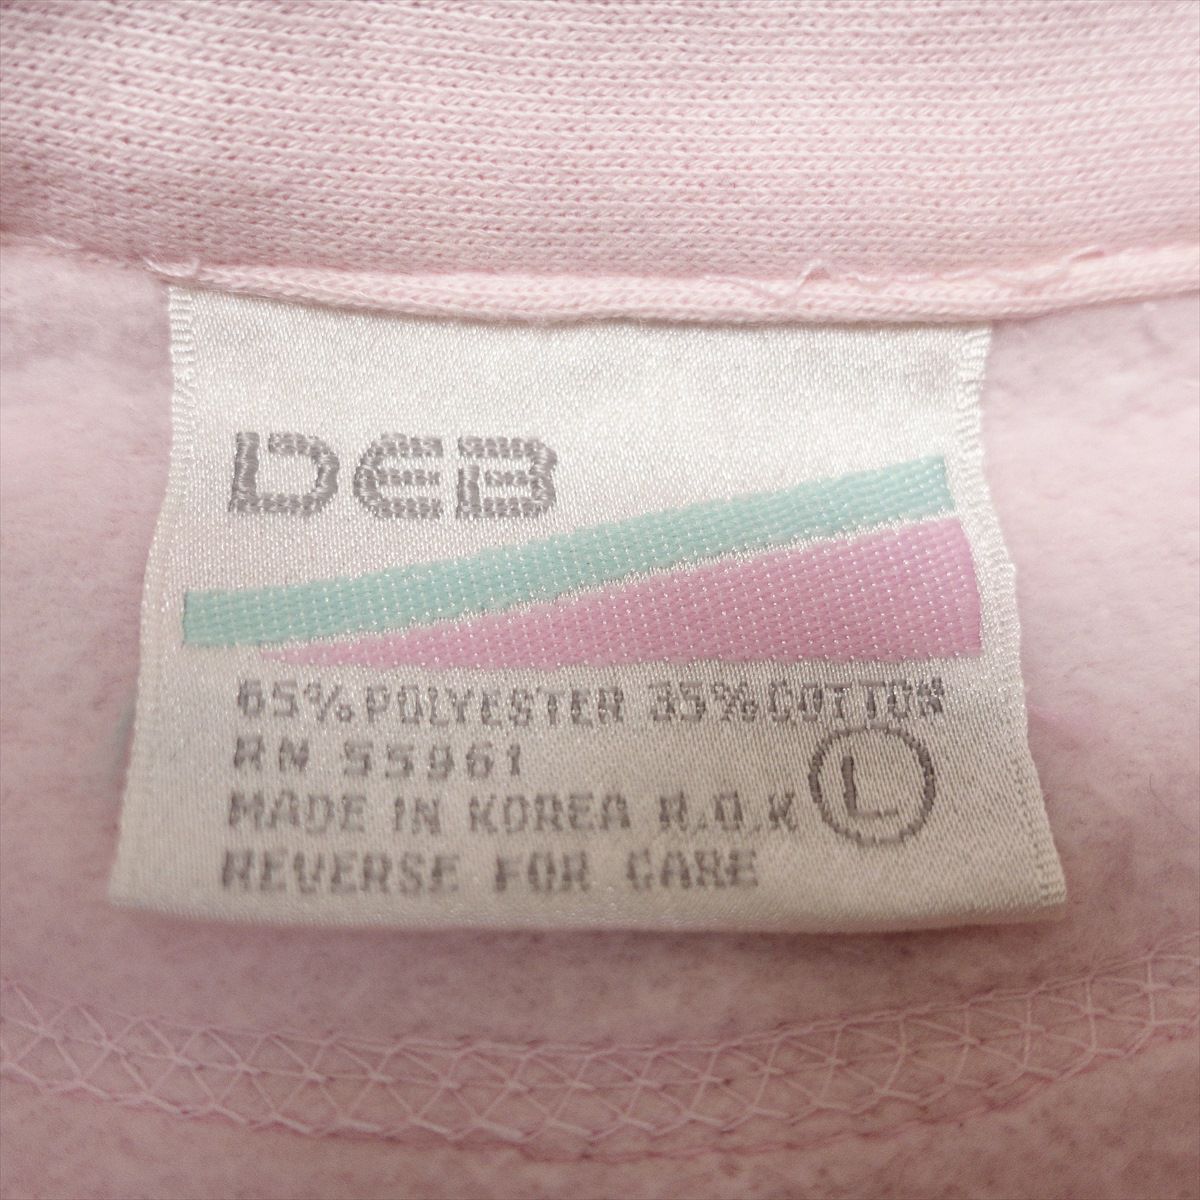 DEB
65% POLYESTER 35% COTTON
RN 55961
MADE IN KOREA R.O.K
L
REVERSE FOR CARE